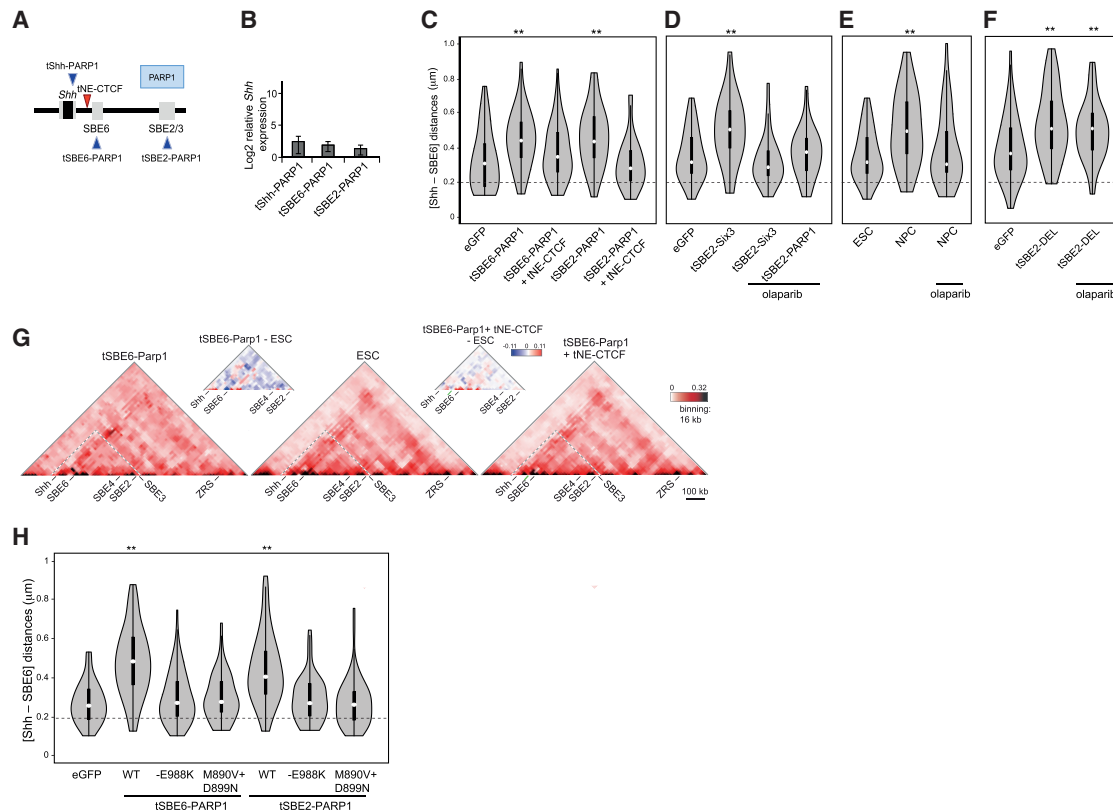 A
tShh-PARP1
Shh
tNE-CTCF
PARP1
SBE6
SBE2/3
tSBE6-PARP1
tSBE2-PARP1
B
Log2 relative Shh
expression
10
5
0
tShh-PARP1
tSBE6-PARP1
tSBE2-PARP1
C
[Shh – SBE6] distances (µm)
1
0.8
0.6
0.4
0.2
0
** **
eGFP
tSBE6-PARP1
tSBE6-PARP1
+ tNE-CTCF
tSBE2-PARP1
tSBE2-PARP1
+ tNE-CTCF
D
**
eGFP
tSBE2-Six3
tSBE2-Six3
tSBE2-PARP1
olaparib
E
**
ESC
NPC
NPC
olaparib
F
** **
eGFP
tSBE2-DEL
tSBE2-DEL
olaparib
G
tSBE6-Parp1
tSBE6-Parp1 - ESC
Shh
SBE6
SBE4
SBE2
ESC
tSBE6-Parp1+ tNE-CTCF
- ESC
-0.11 0 0.11
Shh
SBE6
SBE4
SBE2
tSBE6-Parp1
+ tNE-CTCF
0 0.32
binning:
16 kb
Shh
SBE6
SBE4
SBE2
SBE3
ZRS
Shh
SBE6
SBE4
SBE2
SBE3
ZRS
Shh
SBE6
SBE4
SBE2
SBE3
ZRS
100 kb
H
[Shh – SBE6] distances (µm)
1
0.8
0.6
0.4
0.2
0
** **
eGFP WT -E988K M890V+ WT -E988K M890V+
D899N D899N
tSBE6-PARP1 tSBE2-PARP1